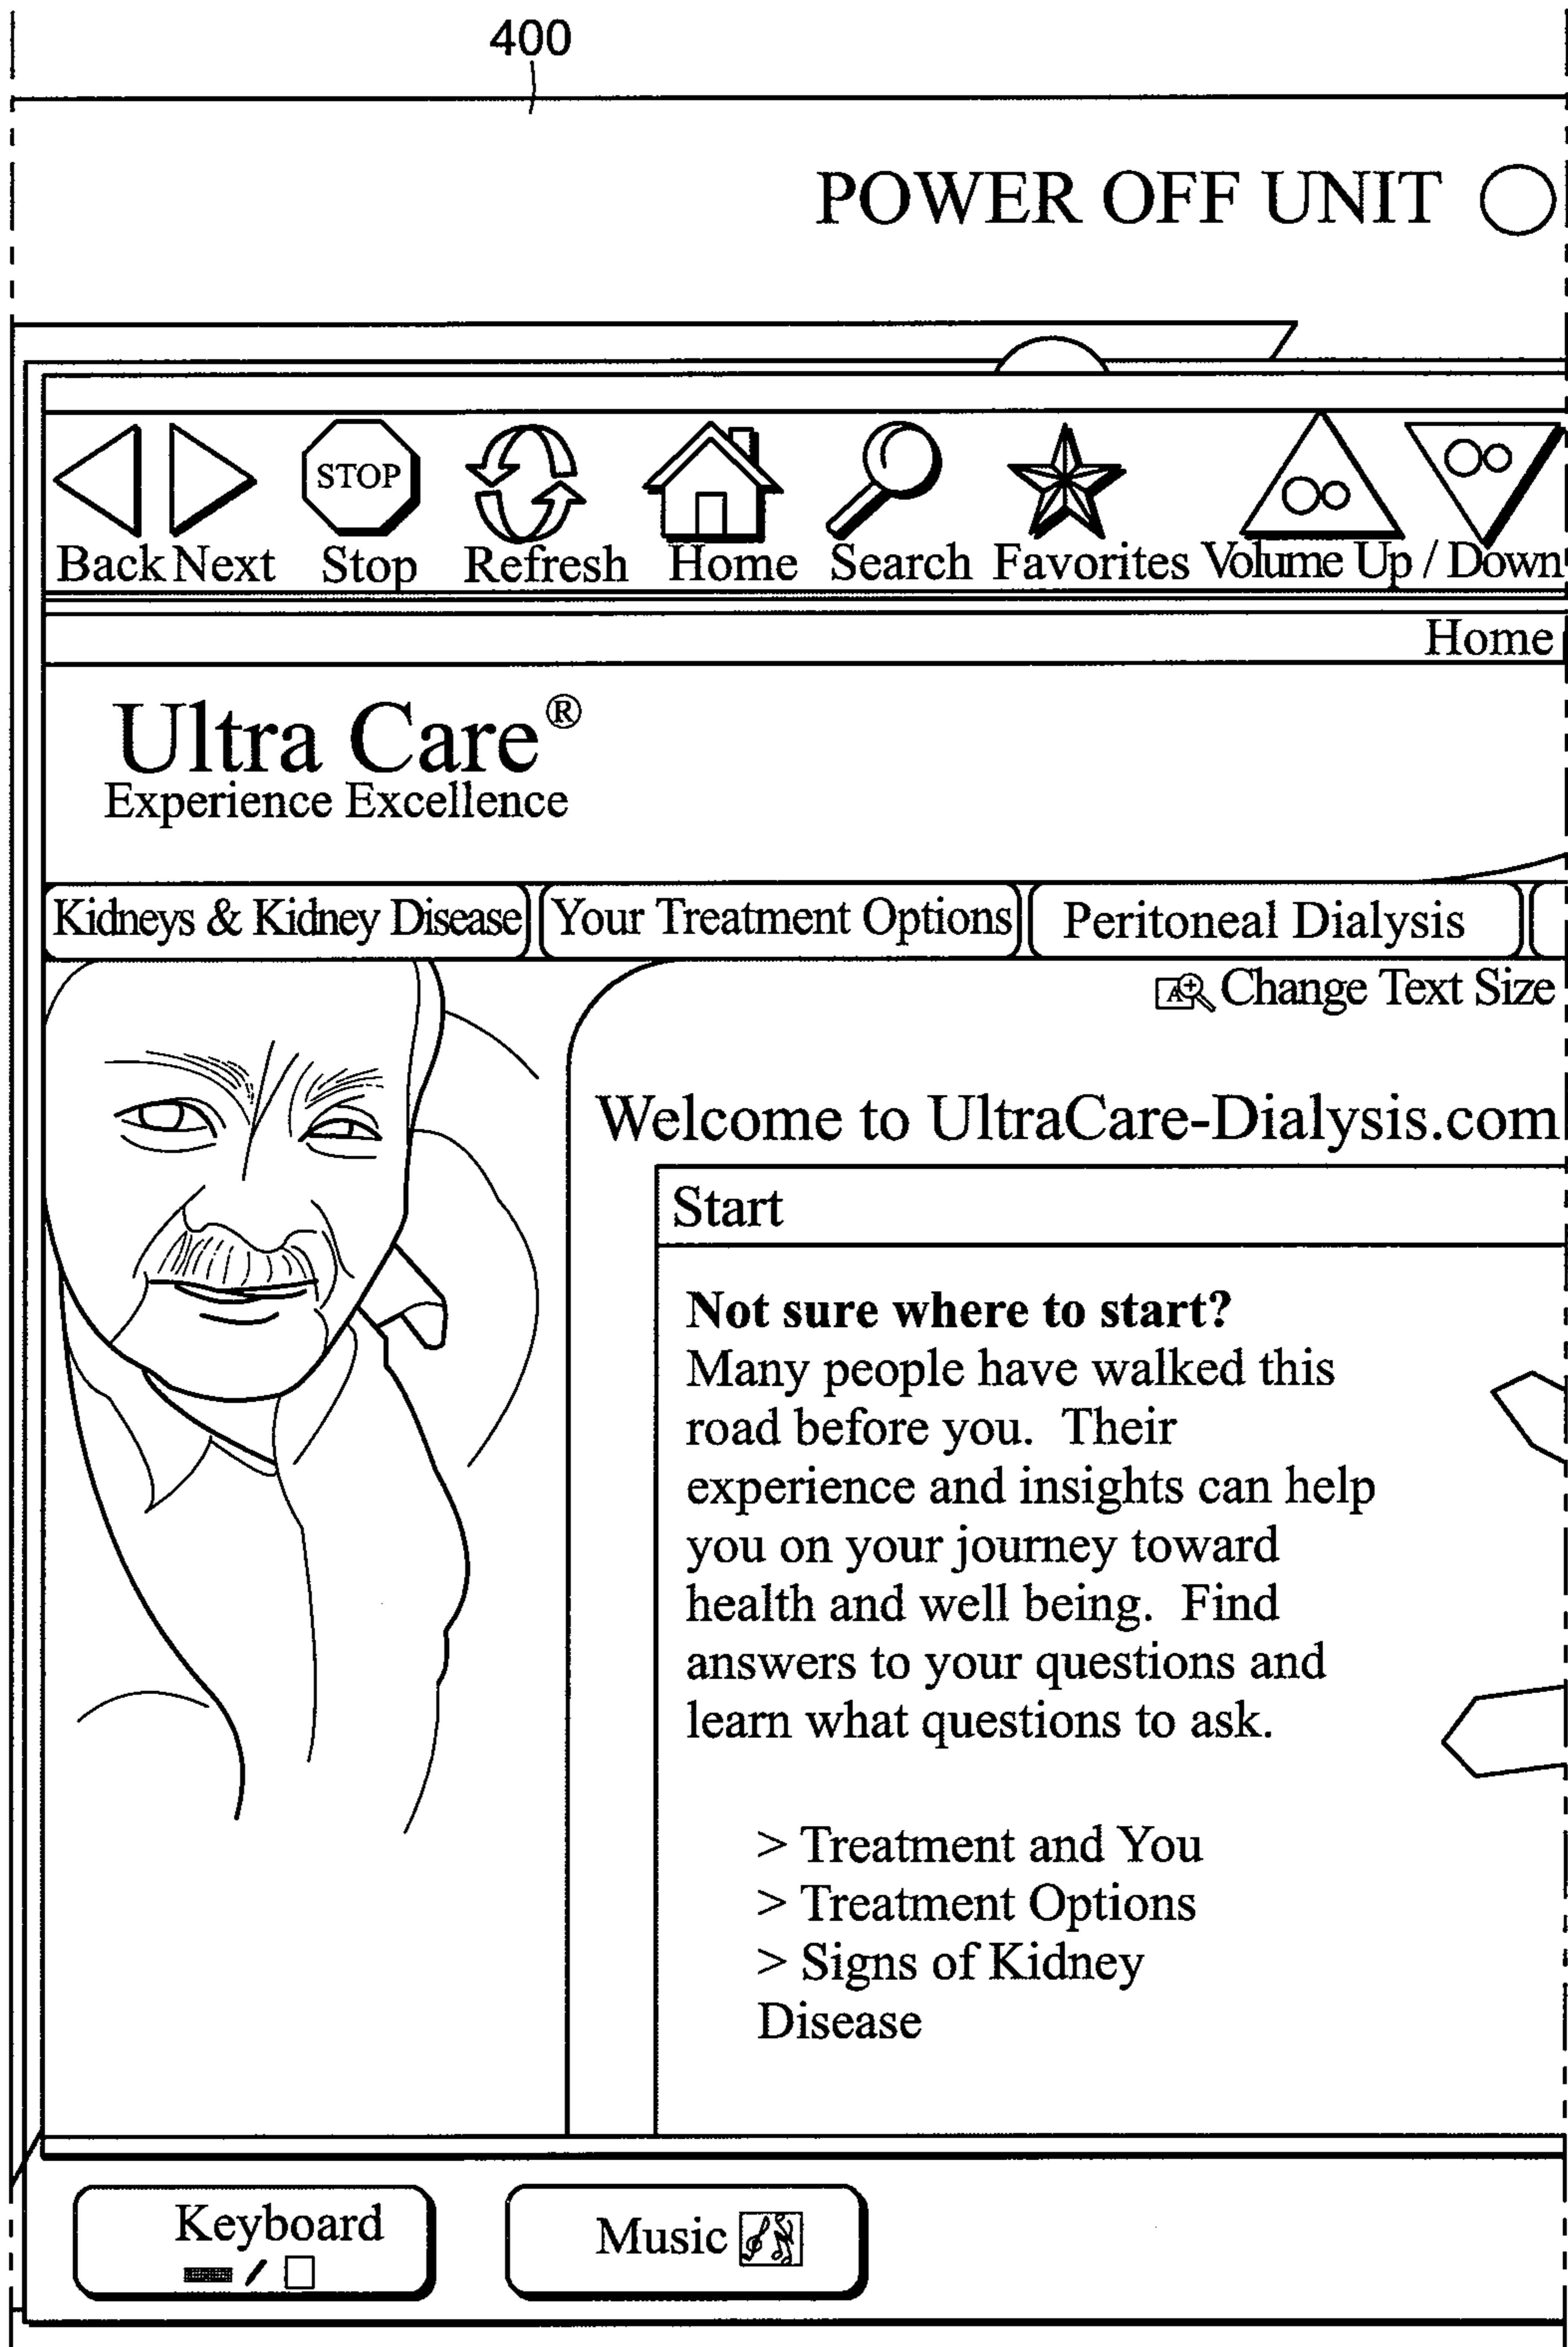 400
POWER OFF UNIT
STOP
Back Next Stop Refresh Home Search Favorites Volume Up / Down
Home
Ultra Care®
Experience Excellence
Kidneys & Kidney Disease Your Treatment Options Peritoneal Dialysis
A Change Text Size
Welcome to UltraCare-Dialysis.com
Start
Not sure where to start?
Many people have walked this
road before you. Their
experience and insights can help
you on your journey toward
health and well being. Find
answers to your questions and
learn what questions to ask.
> Treatment and You
> Treatment Options
> Signs of Kidney
Disease
Keyboard
Music